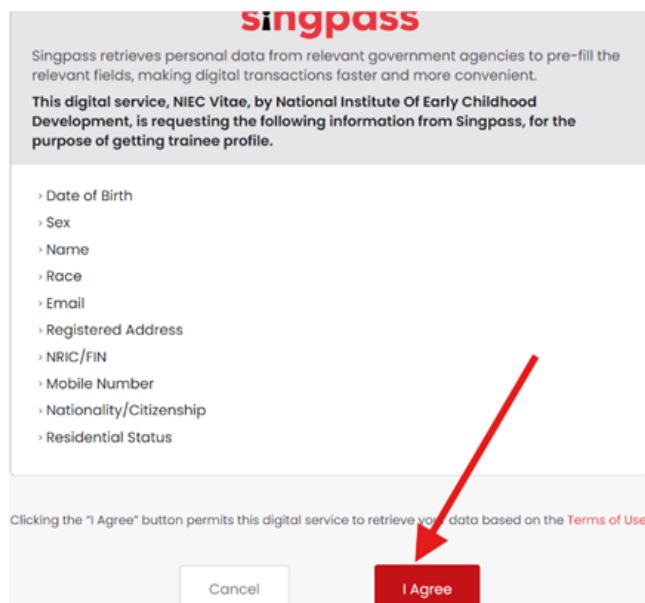 singpass
Singpass retrieves personal data from relevant government agencies to pre-fill the
relevant fields, making digital transactions faster and more convenient.
This digital service, NIEC Vitae, by National Institute Of Early Childhood
Development, is requesting the following information from Singpass, for the
purpose of getting trainee profile.
› Date of Birth
› Sex
› Name
› Race
› Email
› Registered Address
› NRIC/FIN
› Mobile Number
› Nationality/Citizenship
› Residential Status
Clicking the "I Agree" button permits this digital service to retrieve your data based on the Terms of Use
Cancel
I Agree